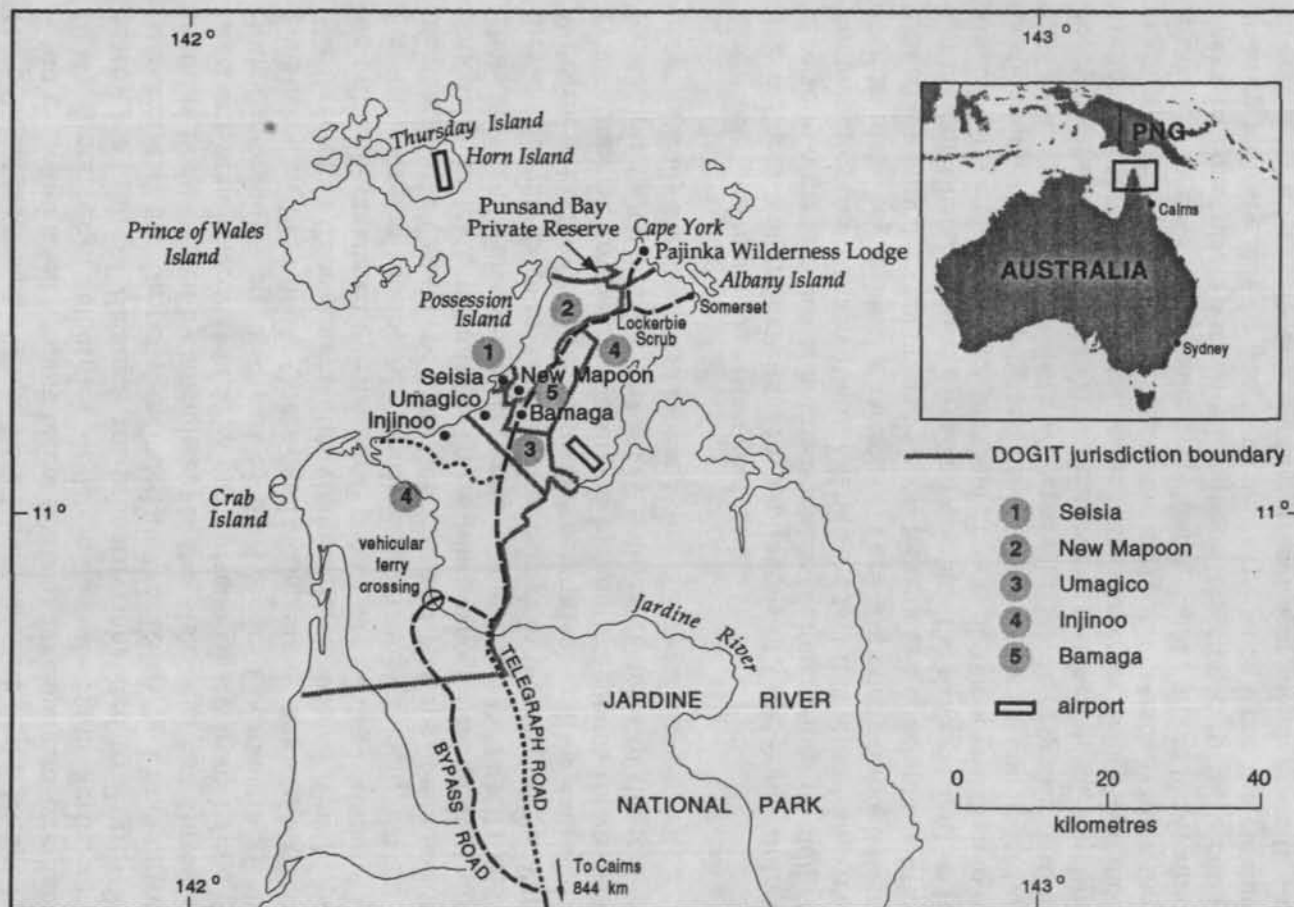 142°
143°
Thursday Island
Horn Island
Punsand Bay
Private Reserve
Cape York
Pajinka Wilderness Lodge
Prince of Wales
Island
Albany Island
Possession
Island
Somerset
2
Lockerbie
Scrub
1
4
Seisia
New Mapoon
5
Umagico
Bamaga
Injinoo
3
Crab
Island
4
11°
11°
vehicular
ferry
crossing
Jardine River
TELEGRAPH ROAD
BYPASS ROAD
JARDINE RIVER
NATIONAL PARK
To Cairns
844 km
142°
143°
PNG
Cairns
AUSTRALIA
Sydney
DOGIT jurisdiction boundary
1 Seisia
2 New Mapoon
3 Umagico
4 Injinoo
5 Bamaga
airport
0 20 40
kilometres